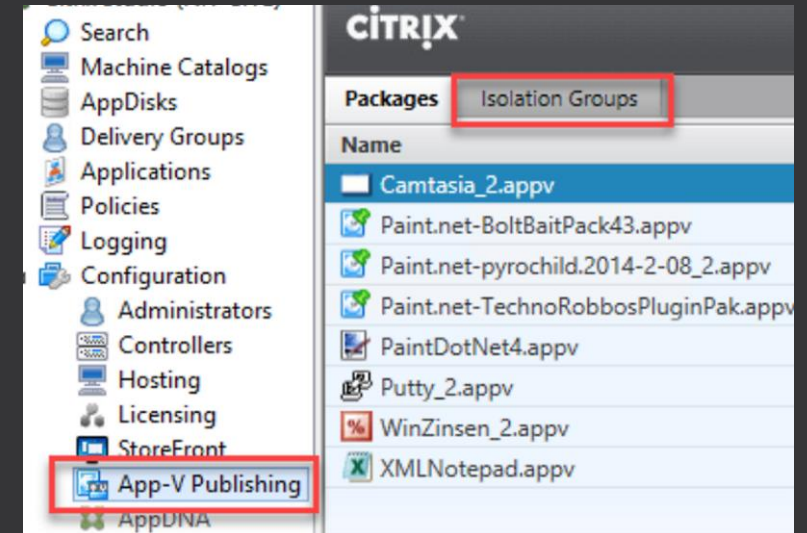 Search
Machine Catalogs
AppDisks
Delivery Groups
Applications
Policies
Logging
Configuration
Administrators
Controllers
Hosting
Licensing
StoreFront
App-V Publishing
AppDNA
CITRIX
Packages Isolation Groups
Name
Camtasia_2.appv
Paint.net-BoltBaitPack43.appv
Paint.net-pyrochild.2014-2-08_2.appv
Paint.net-TechnoRobbosPluginPak.appv
PaintDotNet4.appv
Putty_2.appv
WinZinsen_2.appv
XMLNotepad.appv